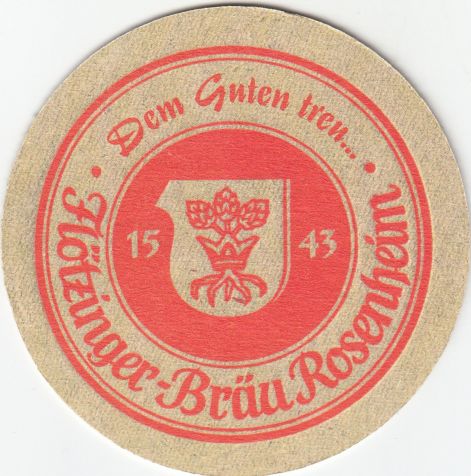 Dem Guten treu...
15 43
• Flötzinger-Bräu Rosenheim •